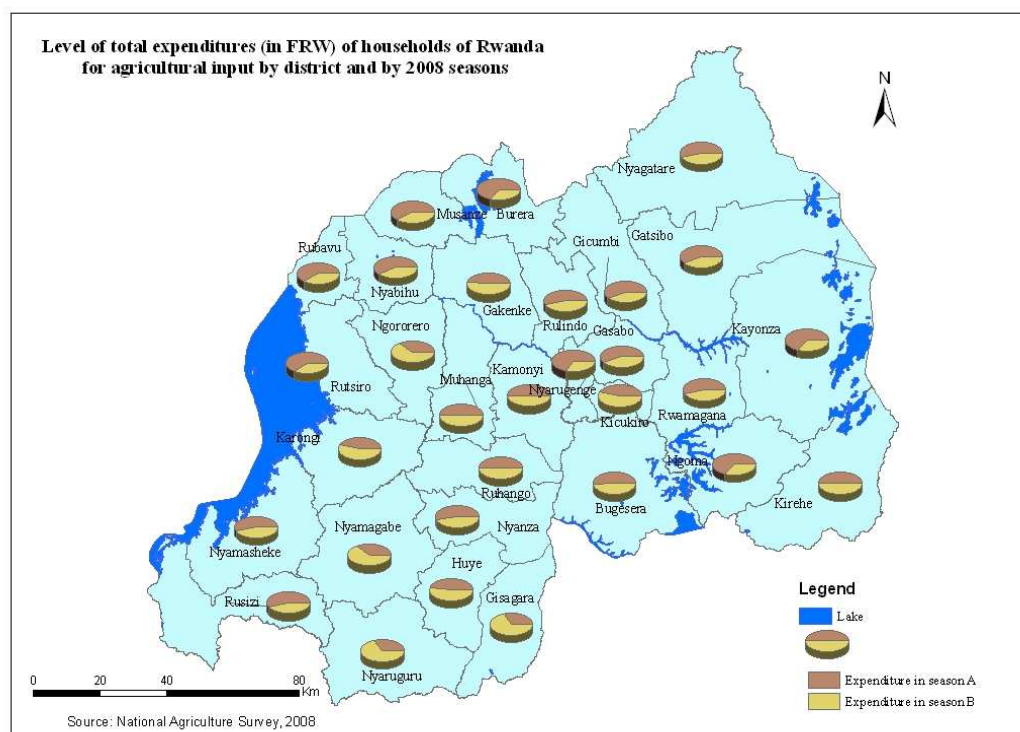 Level of total expenditures (in FRW) of households of Rwanda
for agricultural input by district and by 2008 seasons
N
Nyagatare
Musanze
Burera
Gicumbi
Gatsibo
Rubavu
Nyabihu
Gakenke
Rulindo
Gasabo
Kayonza
Ngororero
Muhanga
Kamonyi
Nyarugenge
Rutsiro
Kicukiro
Rwamagana
Karongi
Ngoma
Ruhango
Bugesera
Kirehe
Nyamagabe
Nyanza
Nyamasheke
Huye
Gisagara
Rusizi
Nyaruguru
Legend
Lake
Expenditure in season A
Expenditure in season B
0 20 40 80
Km
Source: National Agriculture Survey, 2008